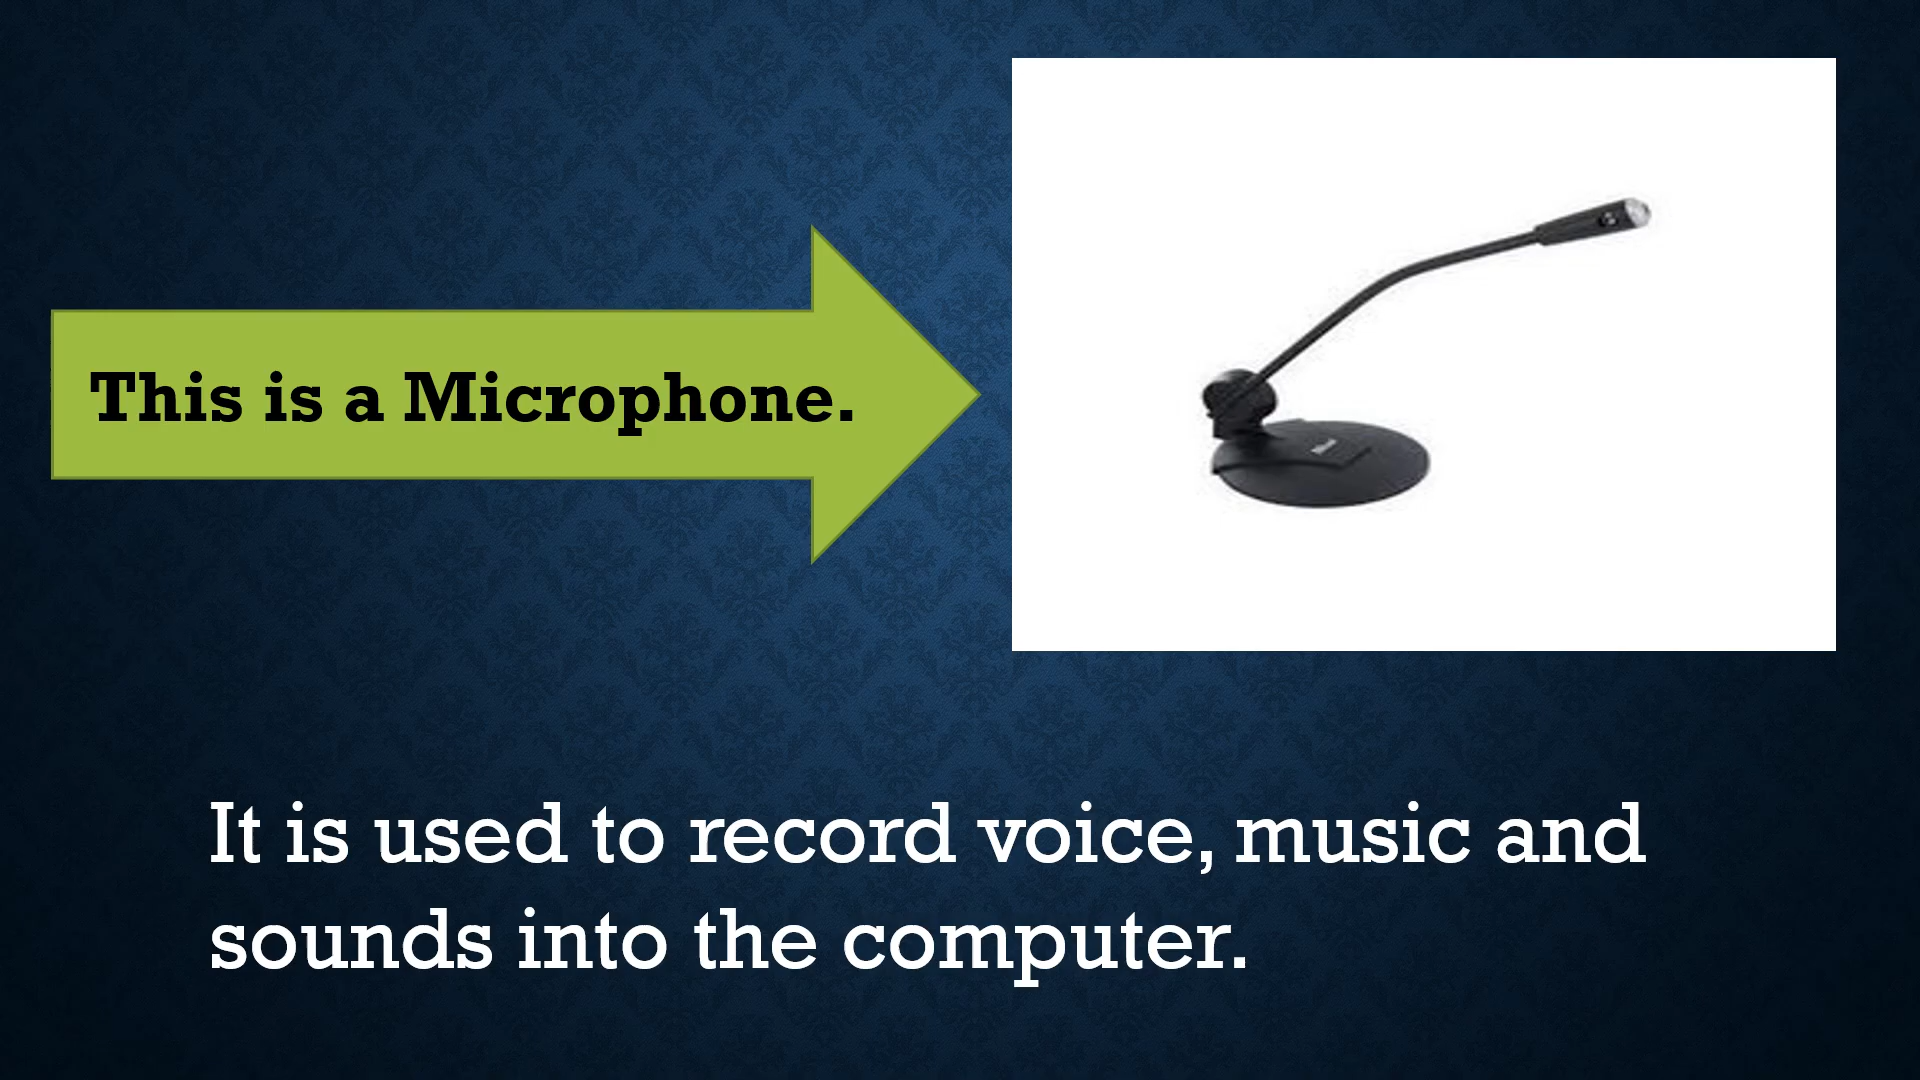 This is a Microphone.
It is used to record voice, music and
sounds into the computer.